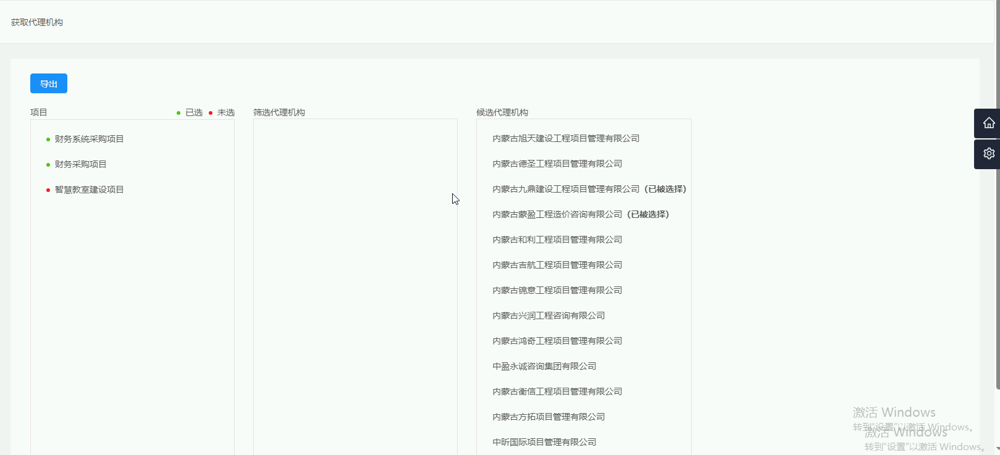 获取代理机构
导出
项目
已选
未选
筛选代理机构
候选代理机构
财务系统采购项目
财务采购项目
智慧教室建设项目
内蒙古旭天建设工程项目管理有限公司
内蒙古德圣工程项目管理有限公司
内蒙古九鼎建设工程项目管理有限公司（已被选择）
内蒙古蒙盈工程造价咨询有限公司（已被选择）
内蒙古和利工程项目管理有限公司
内蒙古吉航工程项目管理有限公司
内蒙古锦意工程项目管理有限公司
内蒙古兴润工程咨询有限公司
内蒙古鸿奇工程项目管理有限公司
中盈永诚咨询集团有限公司
内蒙古衡信工程项目管理有限公司
内蒙古方拓项目管理有限公司
中昕国际项目管理有限公司
激活 Windows
转到“设置”以激活 Windows。
激活 Windows
转到“设置”以激活 Windows。